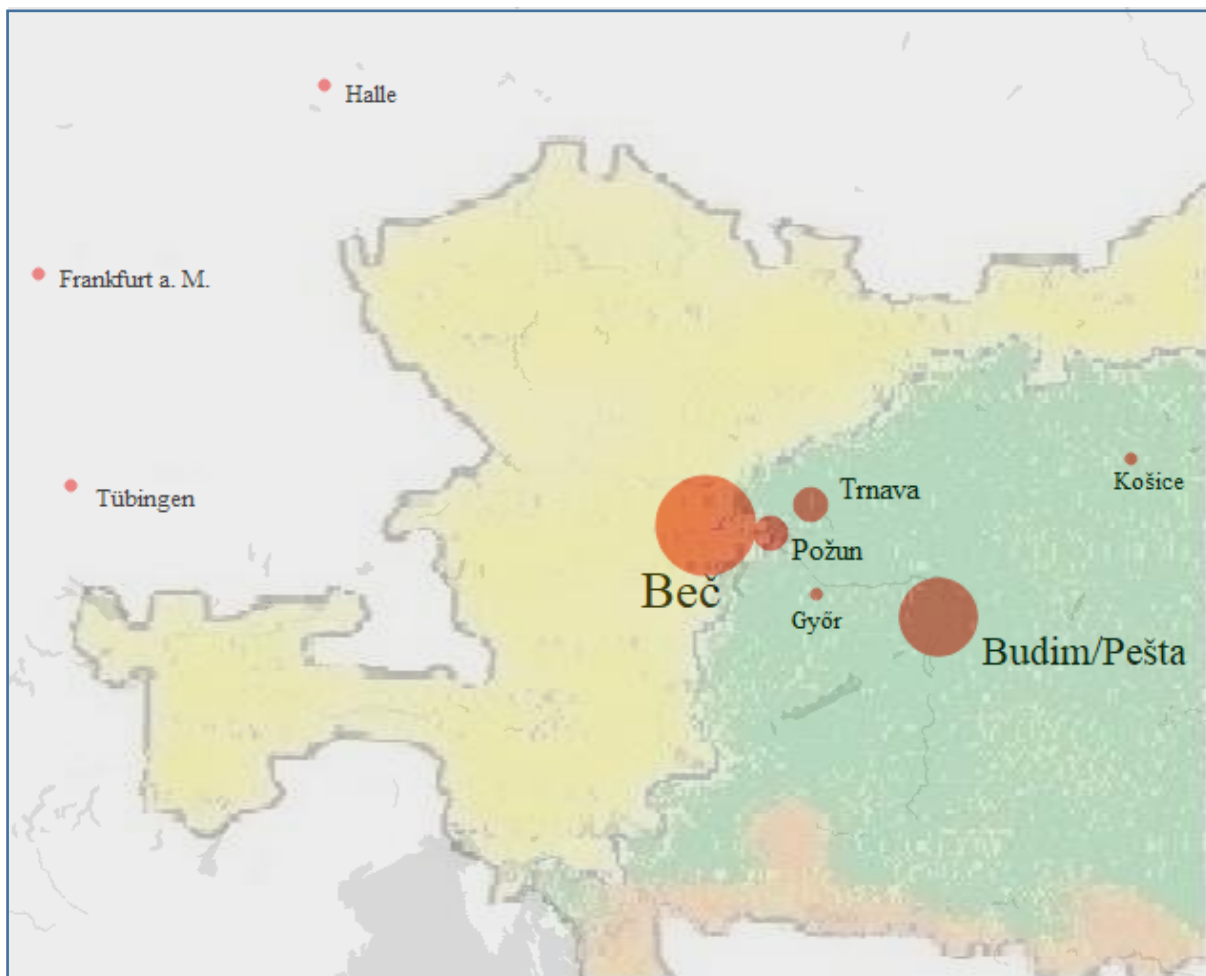 Halle
Frankfurt a. M.
Tübingen
Trnava
Košice
Požun
Beč
Győr
Budim/Pešta